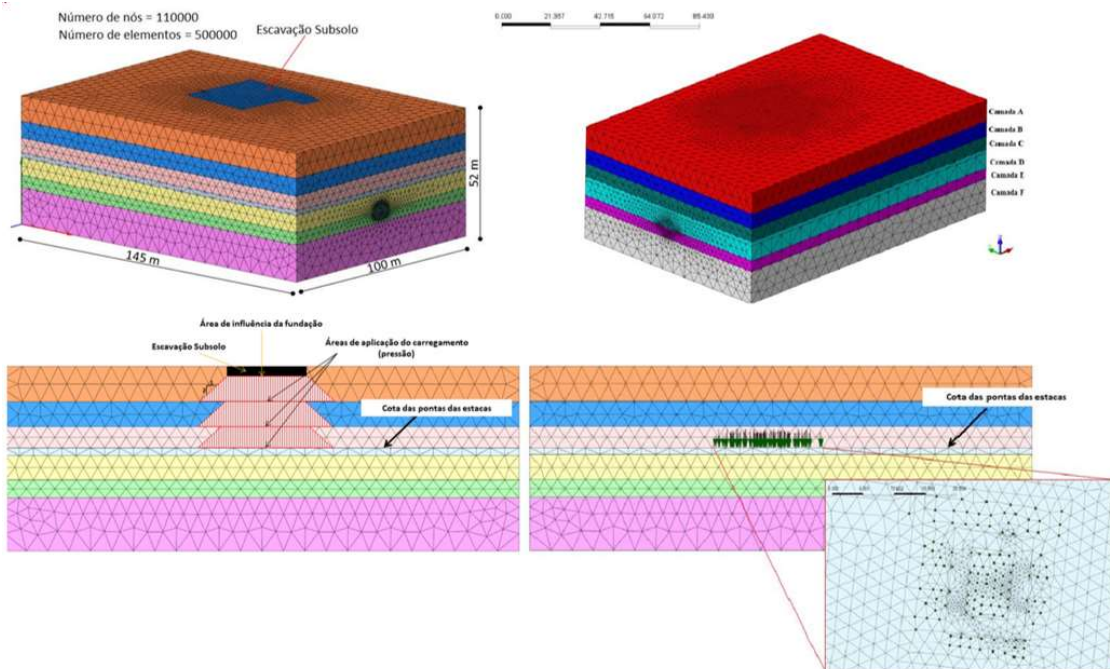 Número de nós = 110000
Número de elementos = 500000
Escavação Subsolo
0.000 21.367 42.715 64.072 85.430
Camada A
Camada B
Camada C
Camada D
Camada E
Camada F
52 m
145 m
100 m
Área de influência da fundação
Escavação Subsolo
Áreas de aplicação do carregamento
(pressão)
Cota das pontas das estacas
Cota das pontas das estacas